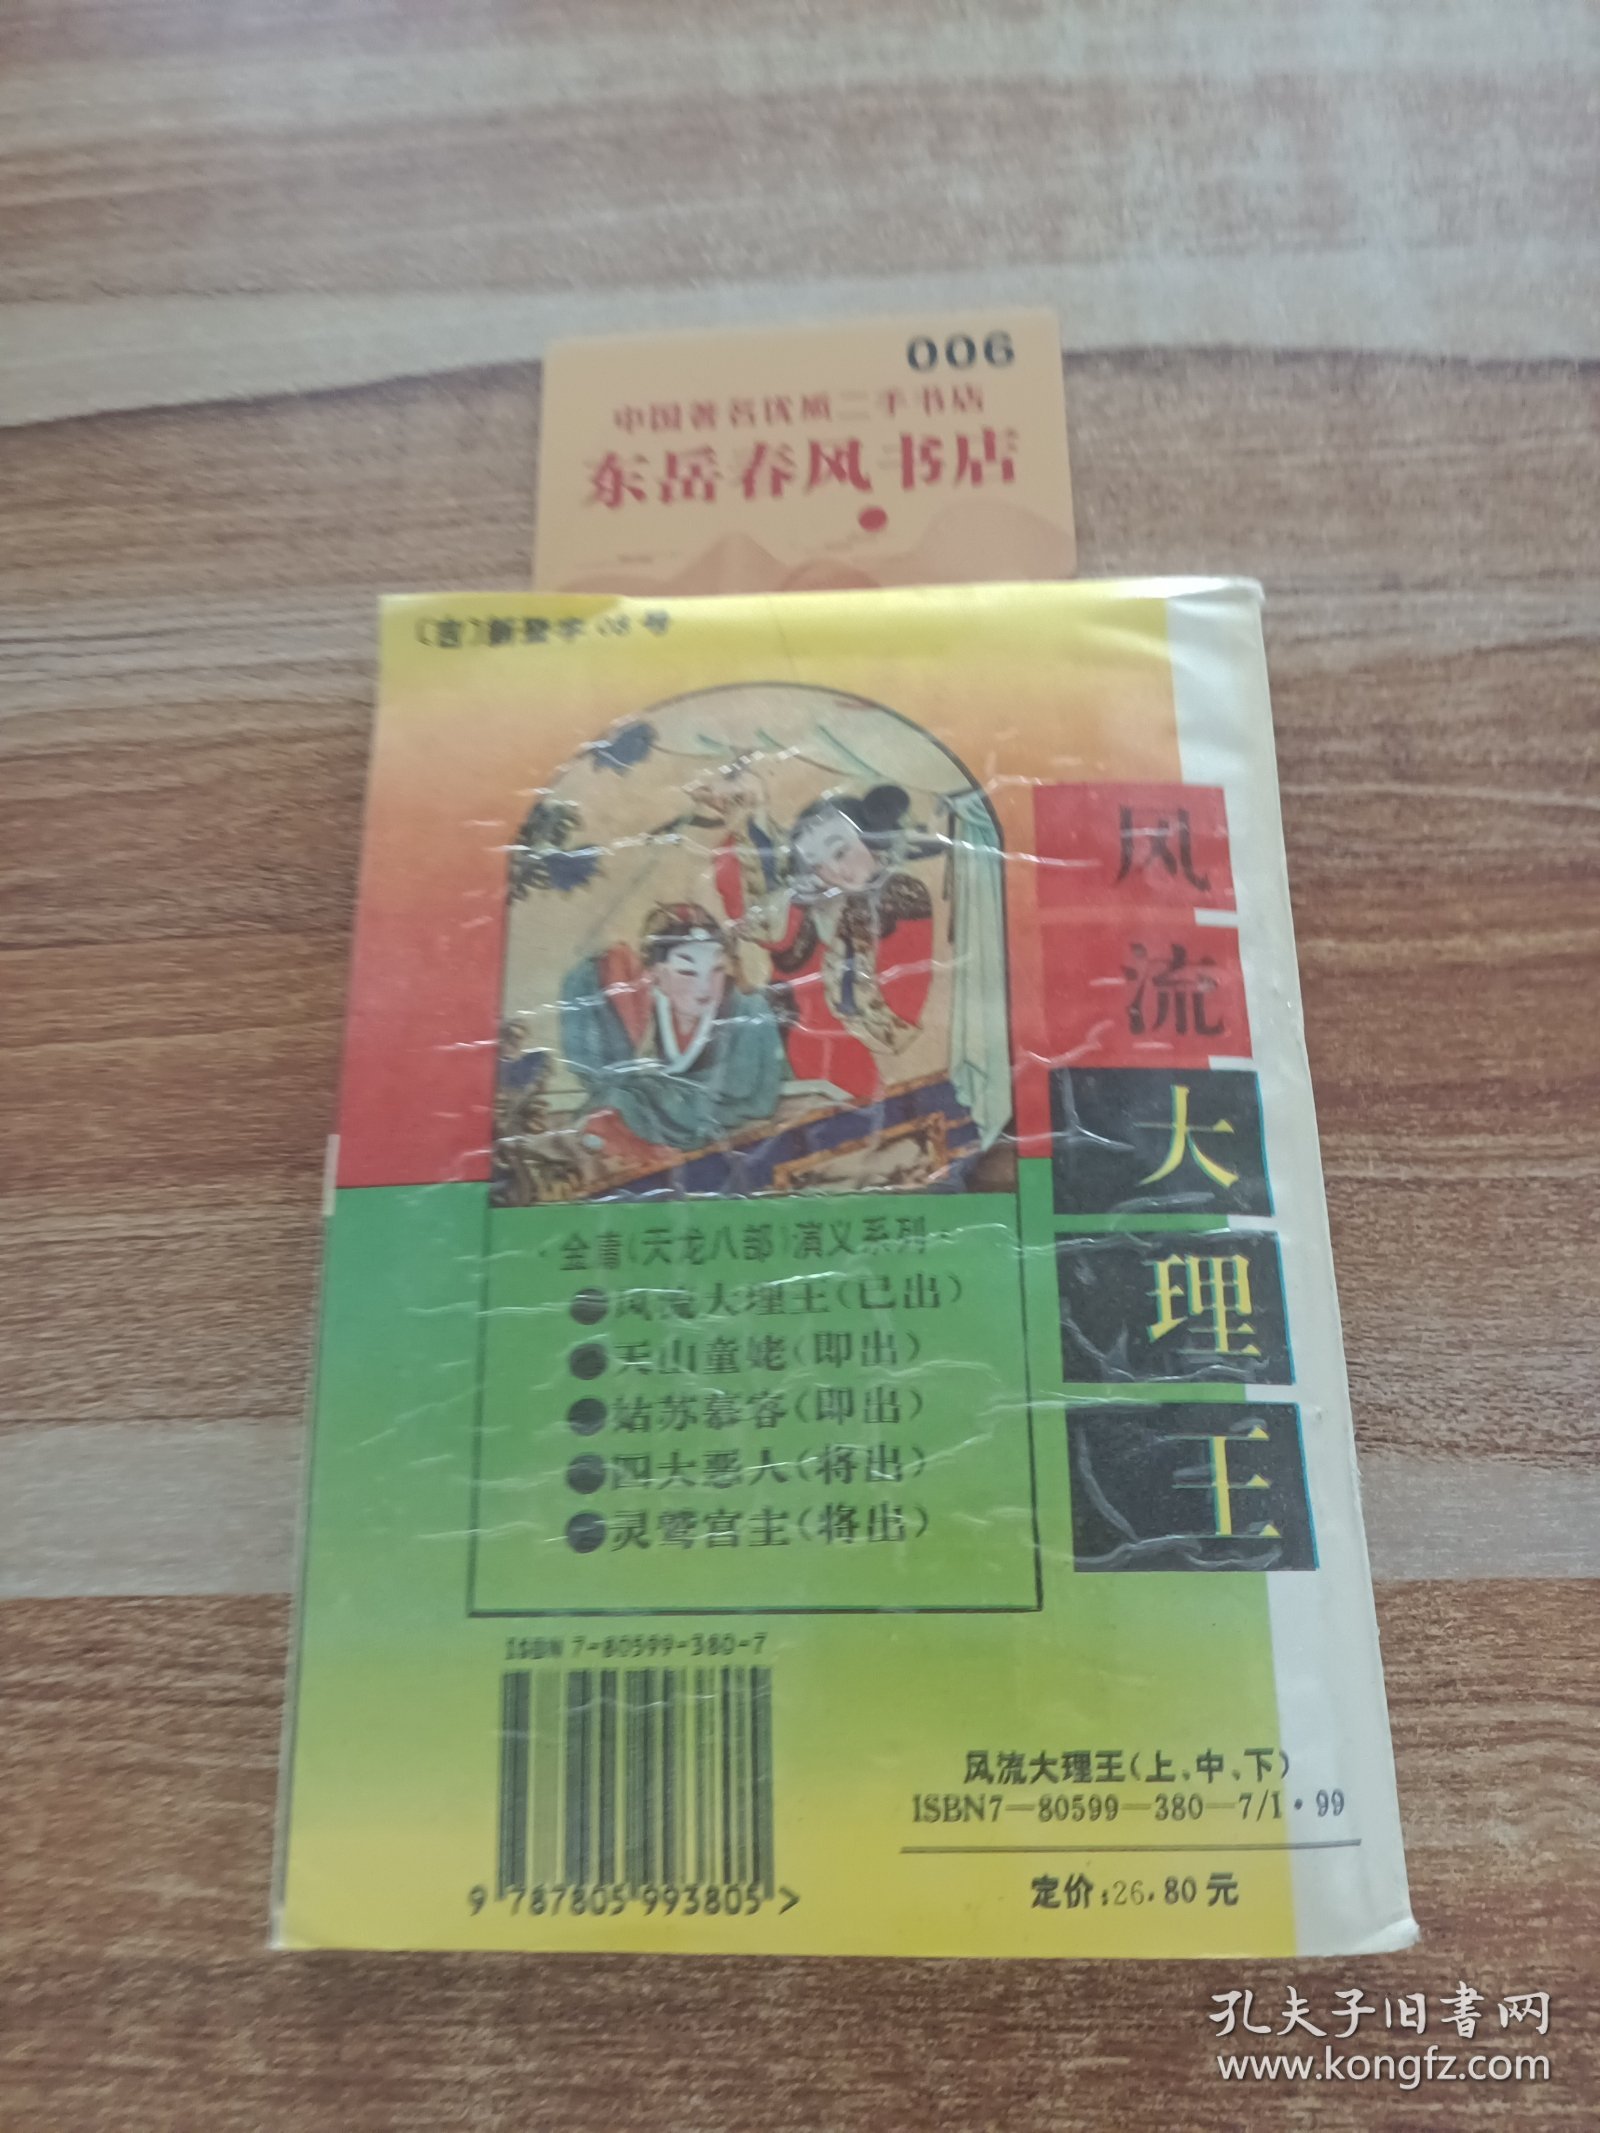 006
中国著名优质二手书店
东岳春风书店
(吉)新登字08号
风流大理王
·金庸(天龙八部)演义系列·
●风流大理王(已出)
●天山童姥(即出)
●姑苏慕容(即出)
●四大恶人(将出)
●灵鹫宫主(将出)
ISBN 7-80599-380-7
9 787805 993805 >
风流大理王(上、中、下)
ISBN7—80599—380—7/I·99
定价:26.80元
孔夫子旧書网
www.kongfz.com